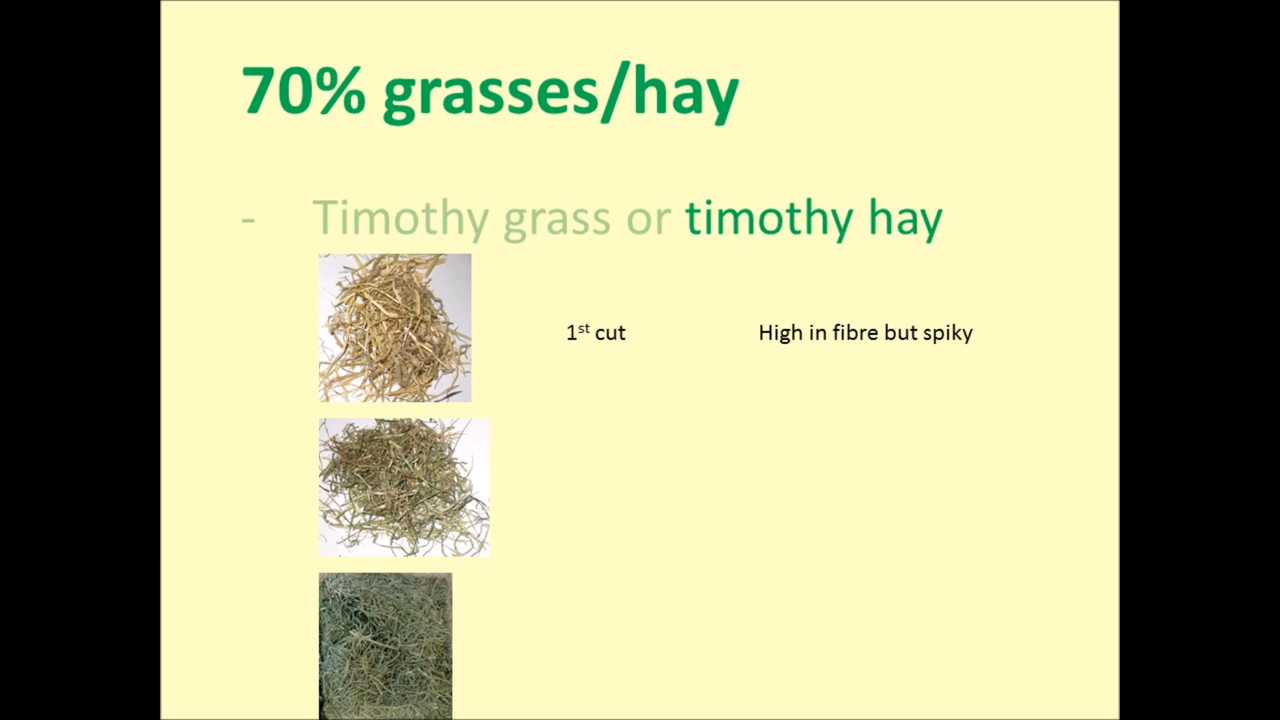 70% grasses/hay
- Timothy grass or timothy hay
1st cut High in fibre but spiky